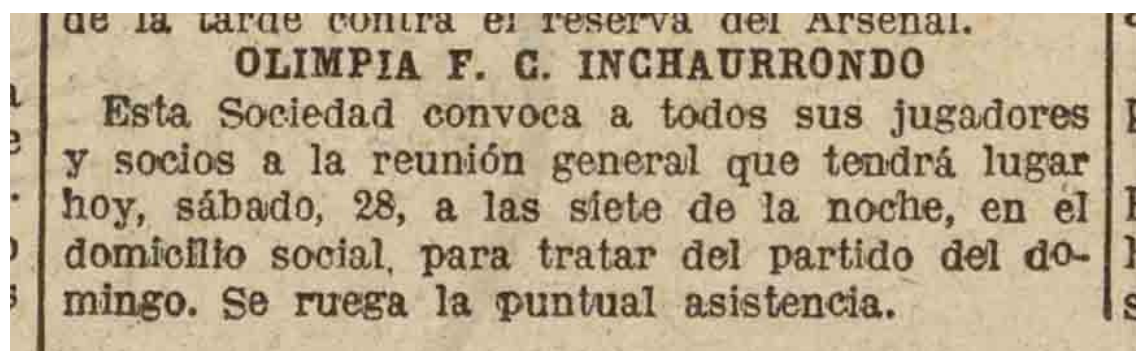 de la tarde contra el reserva del Arsenal.
OLIMPIA F. C. INCHAURRONDO
Esta Sociedad convoca a todos sus jugadores
y socios a la reunión general que tendrá lugar
hoy, sábado, 28, a las siete de la noche, en el
domicilio social, para tratar del partido del do-
mingo. Se ruega la puntual asistencia.